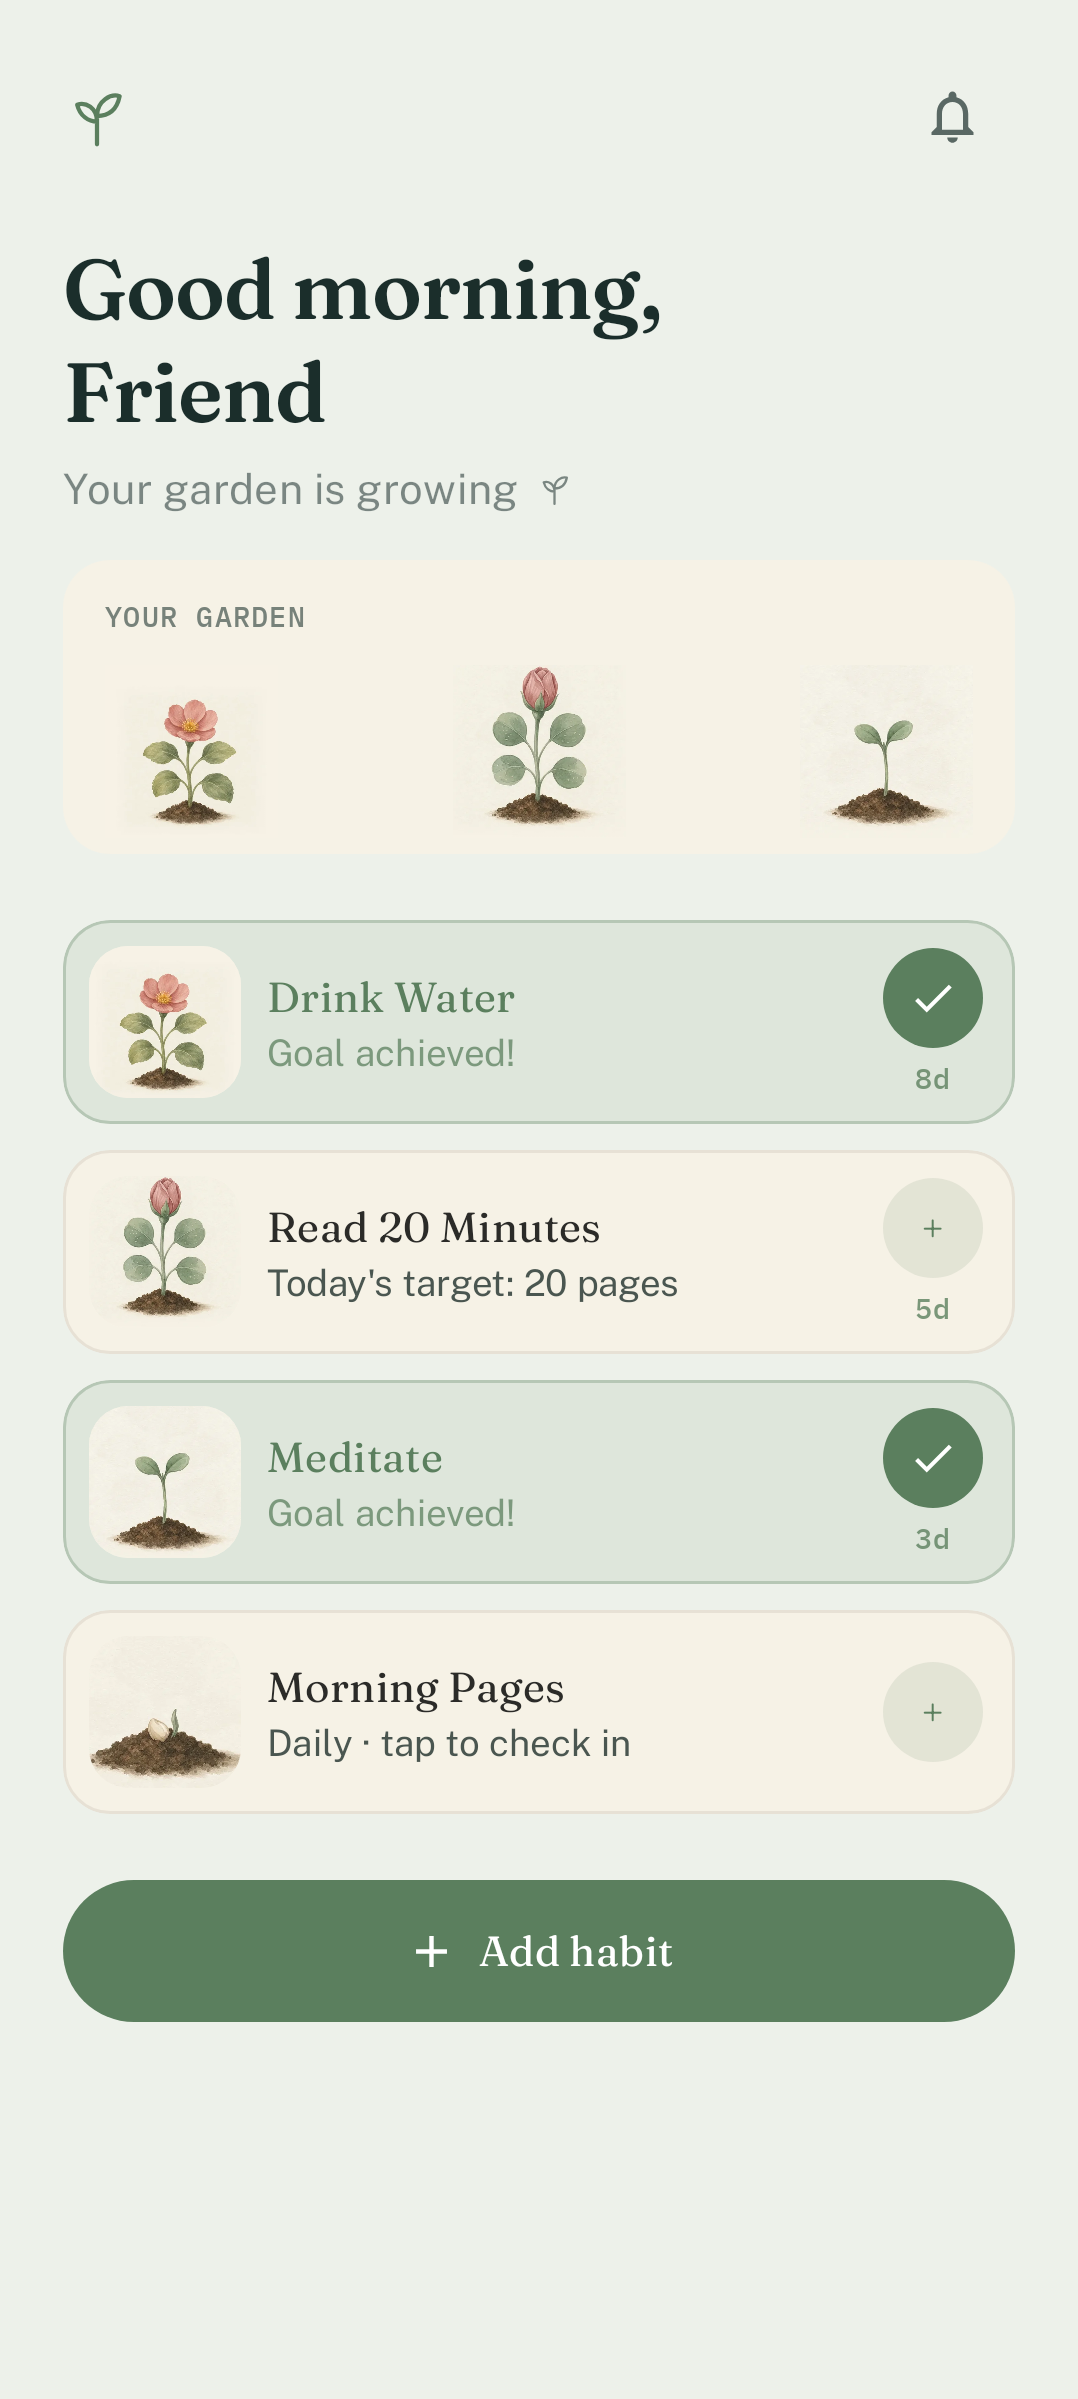 Good morning,
Friend
Your garden is growing
YOUR GARDEN
Drink Water
Goal achieved!
8d
Read 20 Minutes
Today's target: 20 pages
5d
Meditate
Goal achieved!
3d
Morning Pages
Daily · tap to check in
+ Add habit